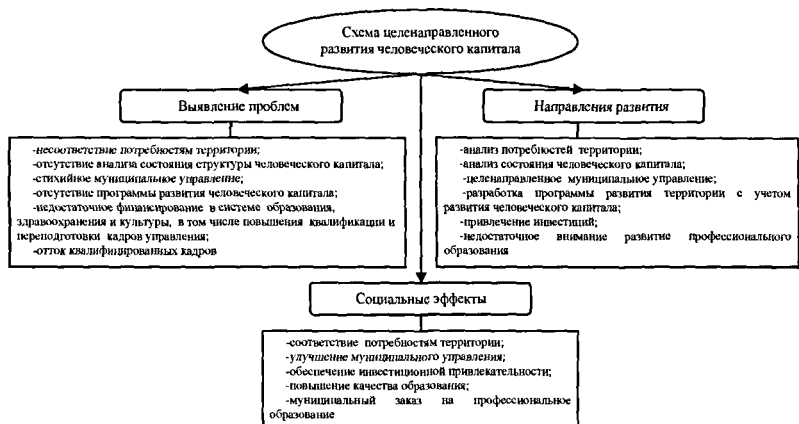 Схема целенаправленного
развития человеческого капитала
Выявление проблем
-несоответствие потребностям территории;
-отсутствие анализа состояния структуры человеческого капитала;
-стихийное муниципальное управление;
-отсутствие программы развития человеческого капитала;
-недостаточное финансирование в системе образования,
здравоохранения и культуры, в том числе повышения квалификации и
переподготовки кадров управления;
-отток квалифицированных кадров
Направления развития
-анализ потребностей территории;
-анализ состояния человеческого капитала;
-целенаправленное муниципальное управление;
-разработка программы развития территории с учетом
развития человеческого капитала;
-привлечение инвестиций;
-недостаточное внимание развитие профессионального
образования
Социальные эффекты
-соответствие потребностям территории;
-улучшение муниципального управления;
-обеспечение инвестиционной привлекательности;
-повышение качества образования;
-муниципальный заказ на профессиональное
образование